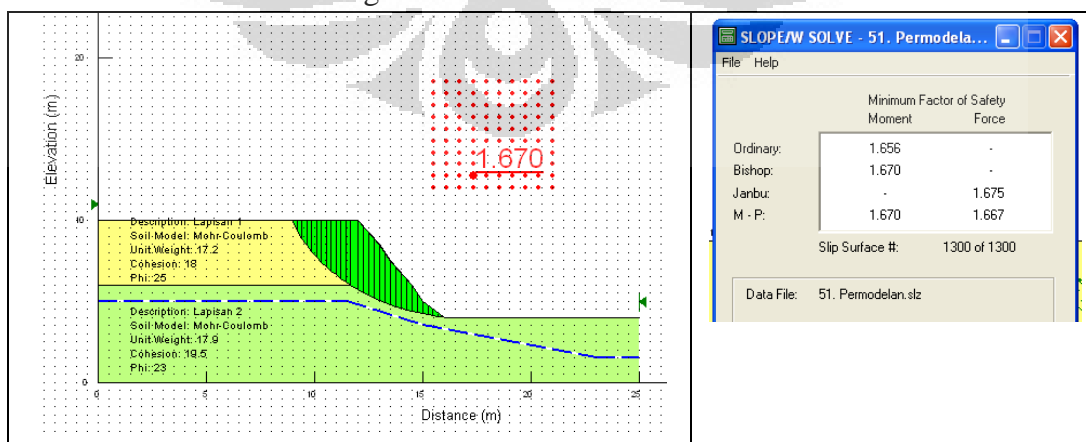 20
Elevation (m)
1.670
10
Description: Lapisan 1
Soil Model: Mohr-Coulomb
Unit Weight: 17.2
Cohesion: 18
Phi: 25
Description: Lapisan 2
Soil Model: Mohr-Coulomb
Unit Weight: 17.9
Cohesion: 19.5
Phi: 23
0
0 5 10 15 20 25
Distance (m)
SLOPE/W SOLVE - 51. Permodela...
File Help
Minimum Factor of Safety
Moment Force
Ordinary: 1.656 -
Bishop: 1.670 -
Janbu: - 1.675
M - P: 1.670 1.667
Slip Surface #: 1300 of 1300
Data File: 51. Permodelan.slz